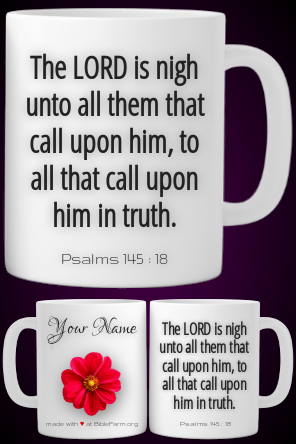 The LORD is nigh
unto all them that
call upon him, to
all that call upon
him in truth.
Psalms 145 : 18
Your Name
made with ♥ at BibleFarm.org
The LORD is nigh
unto all them that
call upon him, to
all that call upon
him in truth.
Psalms 145 : 18